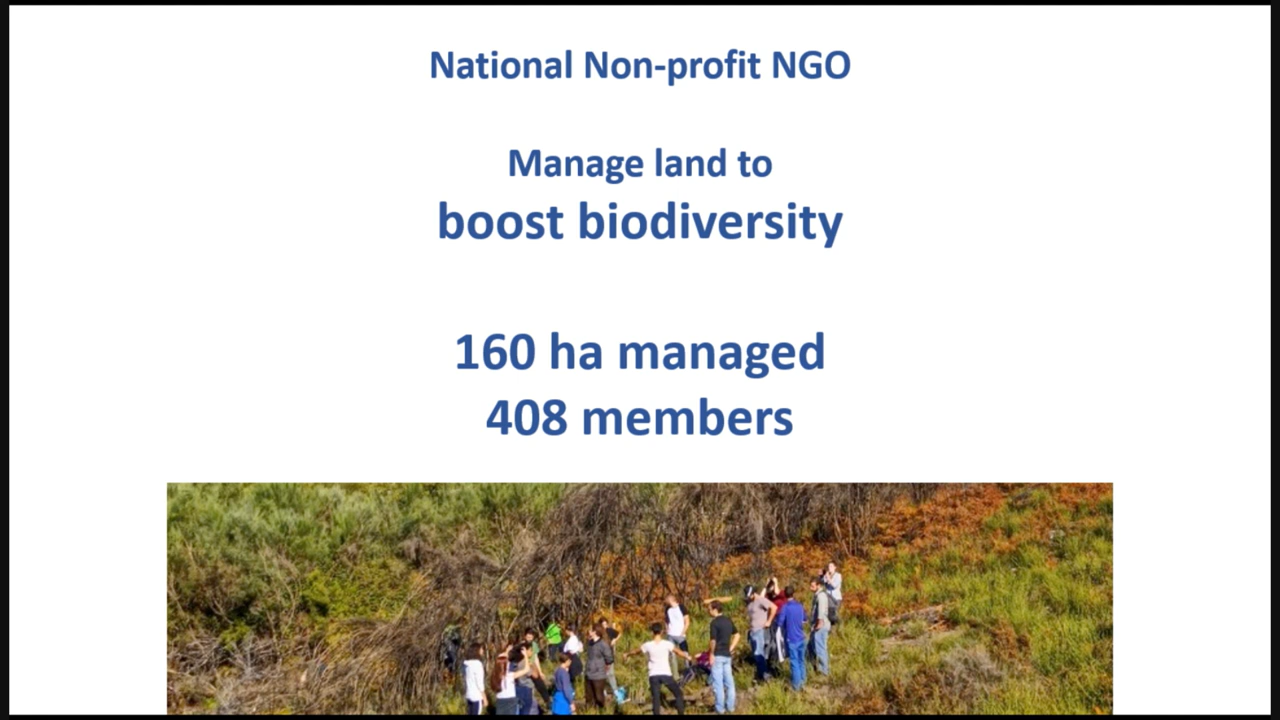 National Non-profit NGO
Manage land to
boost biodiversity
160 ha managed
408 members